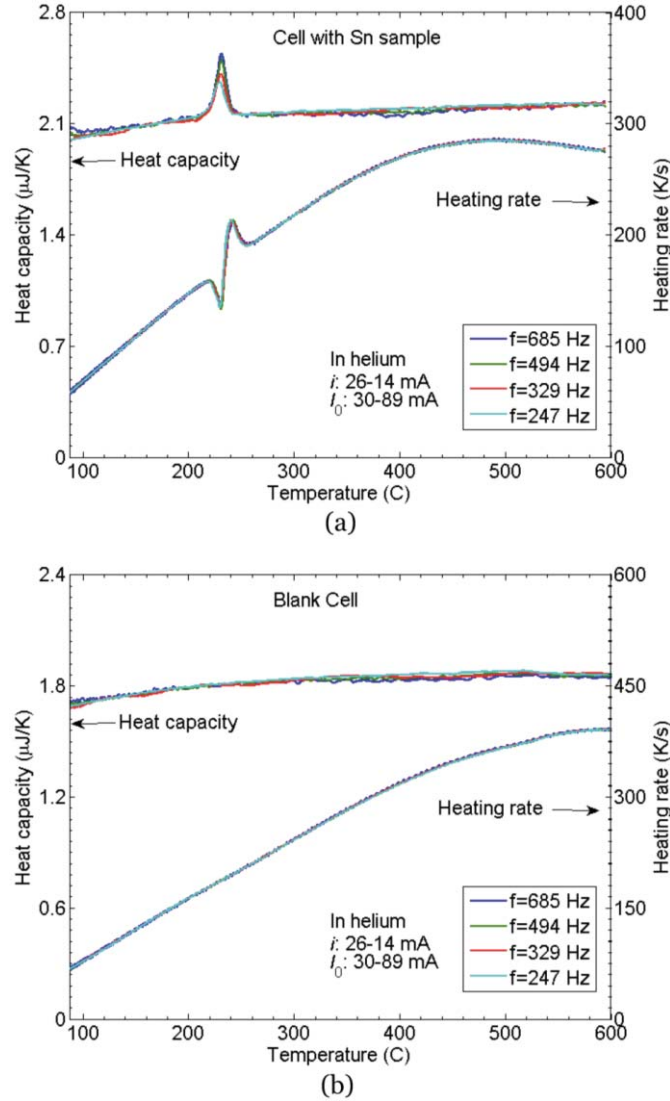 2.8
400
Cell with Sn sample
2.1
300
Heat capacity
Heating rate
1.4
200
0.7
100
f=685 Hz
f=494 Hz
f=329 Hz
f=247 Hz
In helium
i: 26-14 mA
I0: 30-89 mA
0
0
100 200 300 400 500 600
Temperature (C)
Heat capacity (μJ/K)
Heating rate (K/s)
(a)
2.4
600
Blank Cell
1.8
450
Heat capacity
Heating rate
1.2
300
0.6
150
f=685 Hz
f=494 Hz
f=329 Hz
f=247 Hz
In helium
i: 26-14 mA
I0: 30-89 mA
0
0
100 200 300 400 500 600
Temperature (C)
Heat capacity (μJ/K)
Heating rate (K/s)
(b)